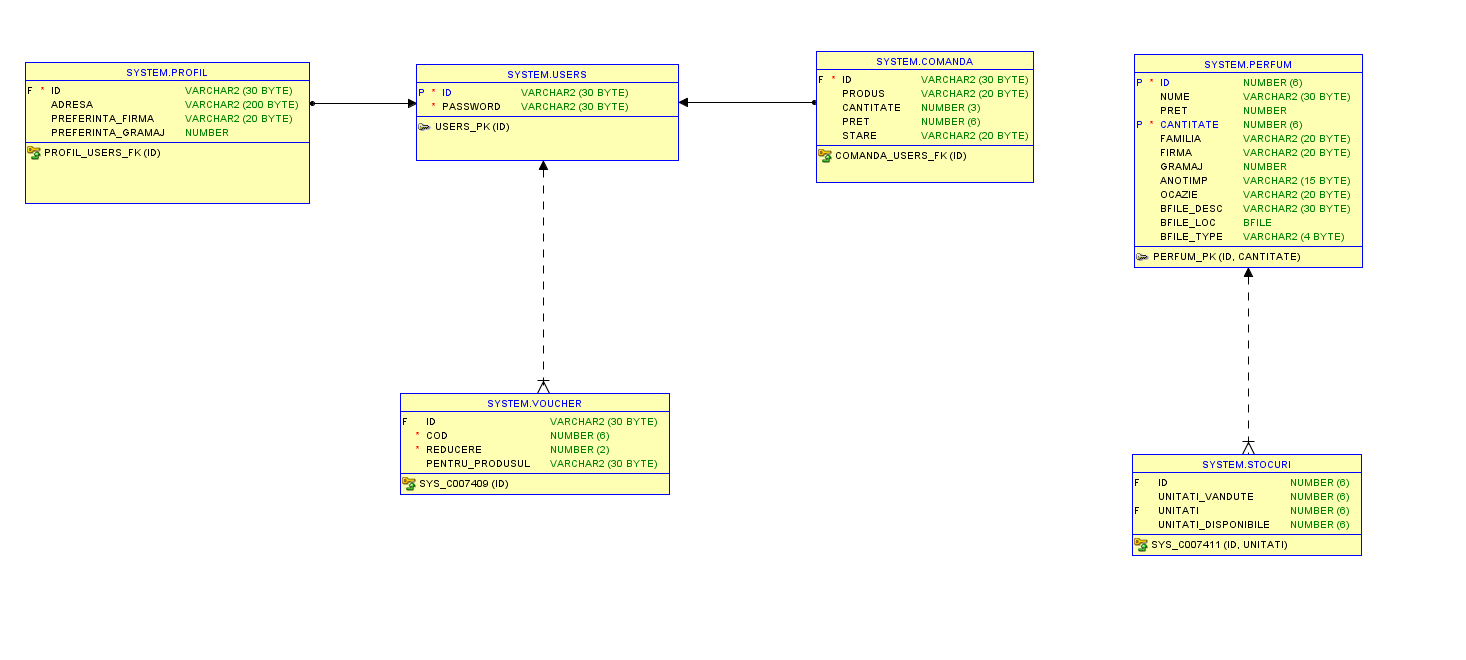 SYSTEM.PROFIL
F * ID VARCHAR2 (30 BYTE)
ADRESA VARCHAR2 (200 BYTE)
PREFERINTA_FIRMA VARCHAR2 (20 BYTE)
PREFERINTA_GRAMAJ NUMBER
PROFIL_USERS_FK (ID)
SYSTEM.USERS
P * ID VARCHAR2 (30 BYTE)
* PASSWORD VARCHAR2 (30 BYTE)
USERS_PK (ID)
SYSTEM.COMANDA
F * ID VARCHAR2 (30 BYTE)
PRODUS VARCHAR2 (20 BYTE)
CANTITATE NUMBER (3)
PRET NUMBER (6)
STARE VARCHAR2 (20 BYTE)
COMANDA_USERS_FK (ID)
SYSTEM.PERFUM
P * ID NUMBER (6)
NUME VARCHAR2 (30 BYTE)
PRET NUMBER
P * CANTITATE NUMBER (6)
FAMILIA VARCHAR2 (20 BYTE)
FIRMA VARCHAR2 (20 BYTE)
GRAMAJ NUMBER
ANOTIMP VARCHAR2 (15 BYTE)
OCAZIE VARCHAR2 (20 BYTE)
BFILE_DESC VARCHAR2 (30 BYTE)
BFILE_LOC BFILE
BFILE_TYPE VARCHAR2 (4 BYTE)
PERFUM_PK (ID, CANTITATE)
SYSTEM.VOUCHER
F ID VARCHAR2 (30 BYTE)
* COD NUMBER (6)
* REDUCERE NUMBER (2)
PENTRU_PRODUSUL VARCHAR2 (30 BYTE)
SYS_C007409 (ID)
SYSTEM.STOCURI
F ID NUMBER (6)
UNITATI_VANDUTE NUMBER (6)
F UNITATI NUMBER (6)
UNITATI_DISPONIBILE NUMBER (6)
SYS_C007411 (ID, UNITATI)